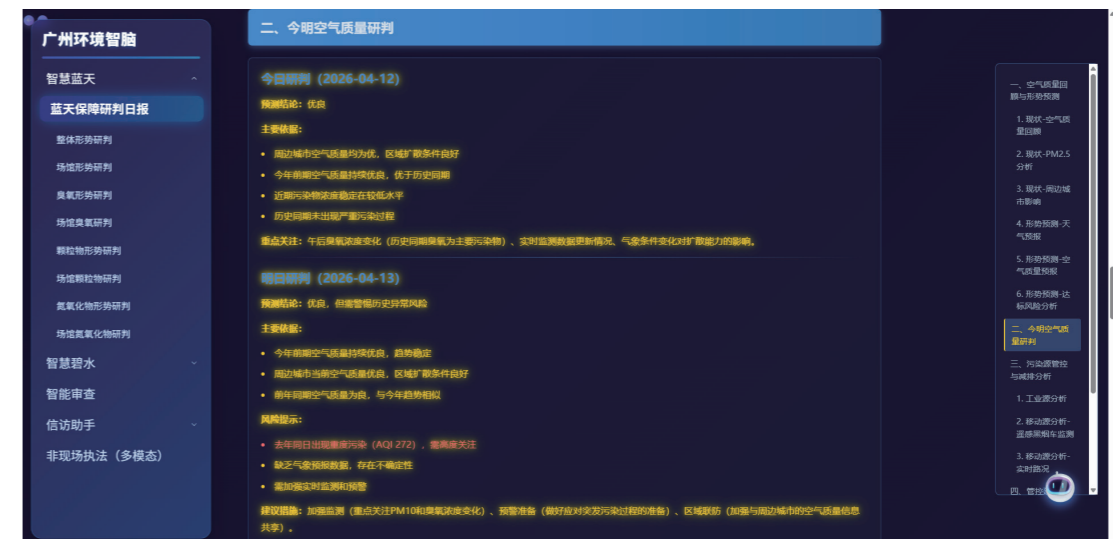 广州环境智脑
智慧蓝天
蓝天保障研判日报
整体形势研判
场馆形势研判
臭氧形势研判
场馆臭氧研判
颗粒物形势研判
场馆颗粒物研判
氮氧化物形势研判
场馆氮氧化物研判
智慧碧水
智能审查
信访助手
非现场执法（多模态）
二、今明空气质量研判
今日研判（2026-04-12）
预测结论：优良
主要依据：
• 周边城市空气质量均为优，区域扩散条件良好
• 今年前期空气质量持续优良，优于历史同期
• 近期污染物浓度稳定在较低水平
• 历史同期未出现严重污染过程
重点关注：午后臭氧浓度变化（历史同期臭氧为主要污染物）、实时监测数据更新情况、气象条件变化对扩散能力的影响。
明日研判（2026-04-13）
预测结论：优良，但需警惕历史异常风险
主要依据：
• 今年前期空气质量持续优良，趋势稳定
• 周边城市当前空气质量优良，区域扩散条件良好
• 前年同期空气质量为良，与今年趋势相似
风险提示：
• 去年同日出现重度污染（AQI 272），需高度关注
• 缺乏气象预报数据，存在不确定性
• 需加强实时监测和预警
建议措施：加强监测（重点关注PM10和臭氧浓度变化）、预警准备（做好应对突发污染过程的准备）、区域联防（加强与周边城市的空气质量信息
共享）。
一、空气质量回
顾与形势预测
1. 现状-空气质
量回顾
2. 现状-PM2.5
分析
3. 现状-周边城
市影响
4. 形势预测-天
气预报
5. 形势预测-空
气质量预报
6. 形势预测-达
标风险分析
二、今明空气质
量研判
三、污染源管控
与减排分析
1. 工业源分析
2. 移动源分析-
遥感黑烟车监测
3. 移动源分析-
实时路况
四、管控